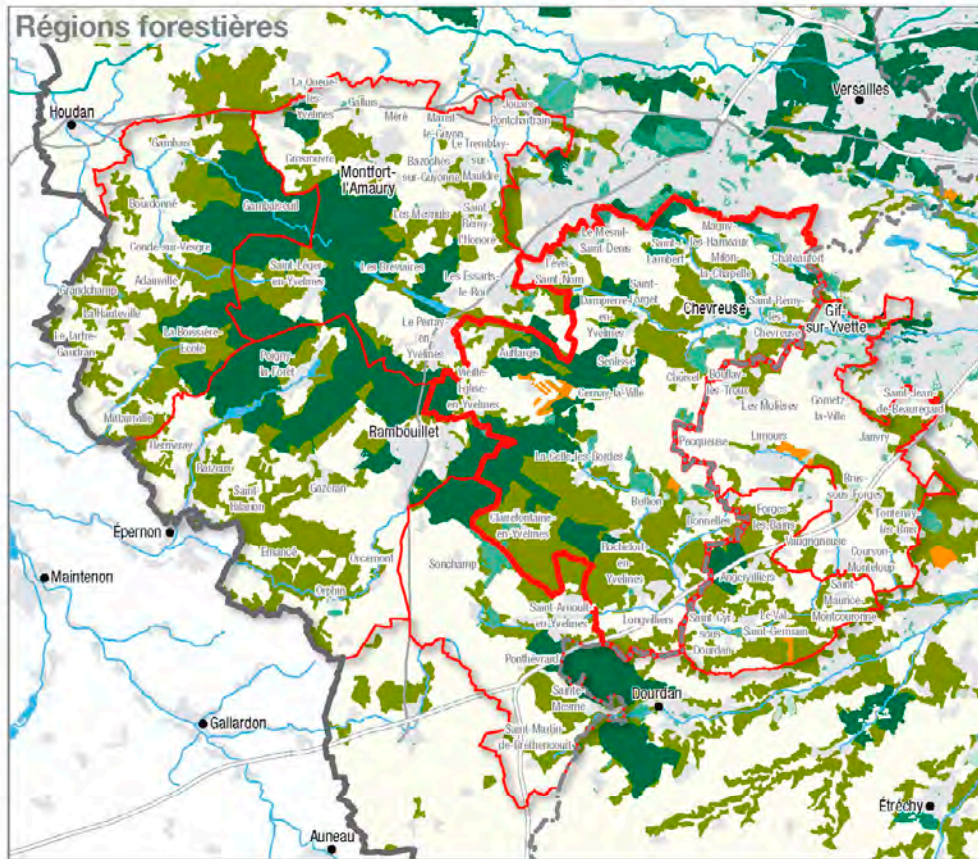 Régions forestières
Versailles
Houdan
La Queue-
les-
Yvelines
Galluis
Méré
Mareil-
le-Guyon
Jouars-
Pontchartrain
Gambais
Grosrouvre
Montfort-
l'Amaury
Bazoches-
sur-Guyonne
Le Tremblay-
sur-
Mauldre
Bourdonné
Gambaiseuil
Les Mesnuls
Saint-
Rémy-
l'Honoré
Condé-sur-Vesgre
Adainville
Grandchamp
La Hauteville
Le Tartre-
Gaudran
Saint-Léger-
en-Yvelines
Les Bréviaires
Les Essarts-
le-Roi
Le Mesnil-
Saint-Denis
Lévis-
Saint-Nom
Saint-
Lambert
Magny-
les-Hameaux
Milon-
la-Chapelle
Châteaufort
Dampierre-
en-
Yvelines
Saint-
Forget
Chevreuse
Saint-Rémy-
lès-
Chevreuse
Gif-
sur-Yvette
La Boissière-
École
Poigny-
la-Forêt
Le Perray-
en-
Yvelines
Auffargis
Senlisse
Vieille-
Église-
en-Yvelines
Cernay-la-Ville
Choisel
Boullay-
les-Troux
Les Molières
Gometz-
la-Ville
Saint-Jean-
de-Beauregard
Mittainville
Hermeray
Raizeux
Saint-
Hilarion
Gazeran
Rambouillet
La Celle-les-Bordes
Pecqueuse
Limours
Janvry
Briis-
sous-Forges
Fontenay-
lès-Briis
Épernon
Émancé
Orcemont
Orphin
Sonchamp
Clairefontaine-
en-Yvelines
Bullion
Bonnelles
Forges-
les-Bains
Vaugrigneuse
Courson-
Monteloup
Rochefort-
en-
Yvelines
Angervilliers
Saint-
Maurice-
Montcouronne
Maintenon
Saint-Arnoult-
en-Yvelines
Longvilliers
Saint-Cyr-
sous-
Dourdan
Le Val-
Saint-Germain
Ponthévrard
Sainte-
Mesme
Dourdan
Gallardon
Saint-Martin-
de-Bréthencourt
Étréchy
Auneau